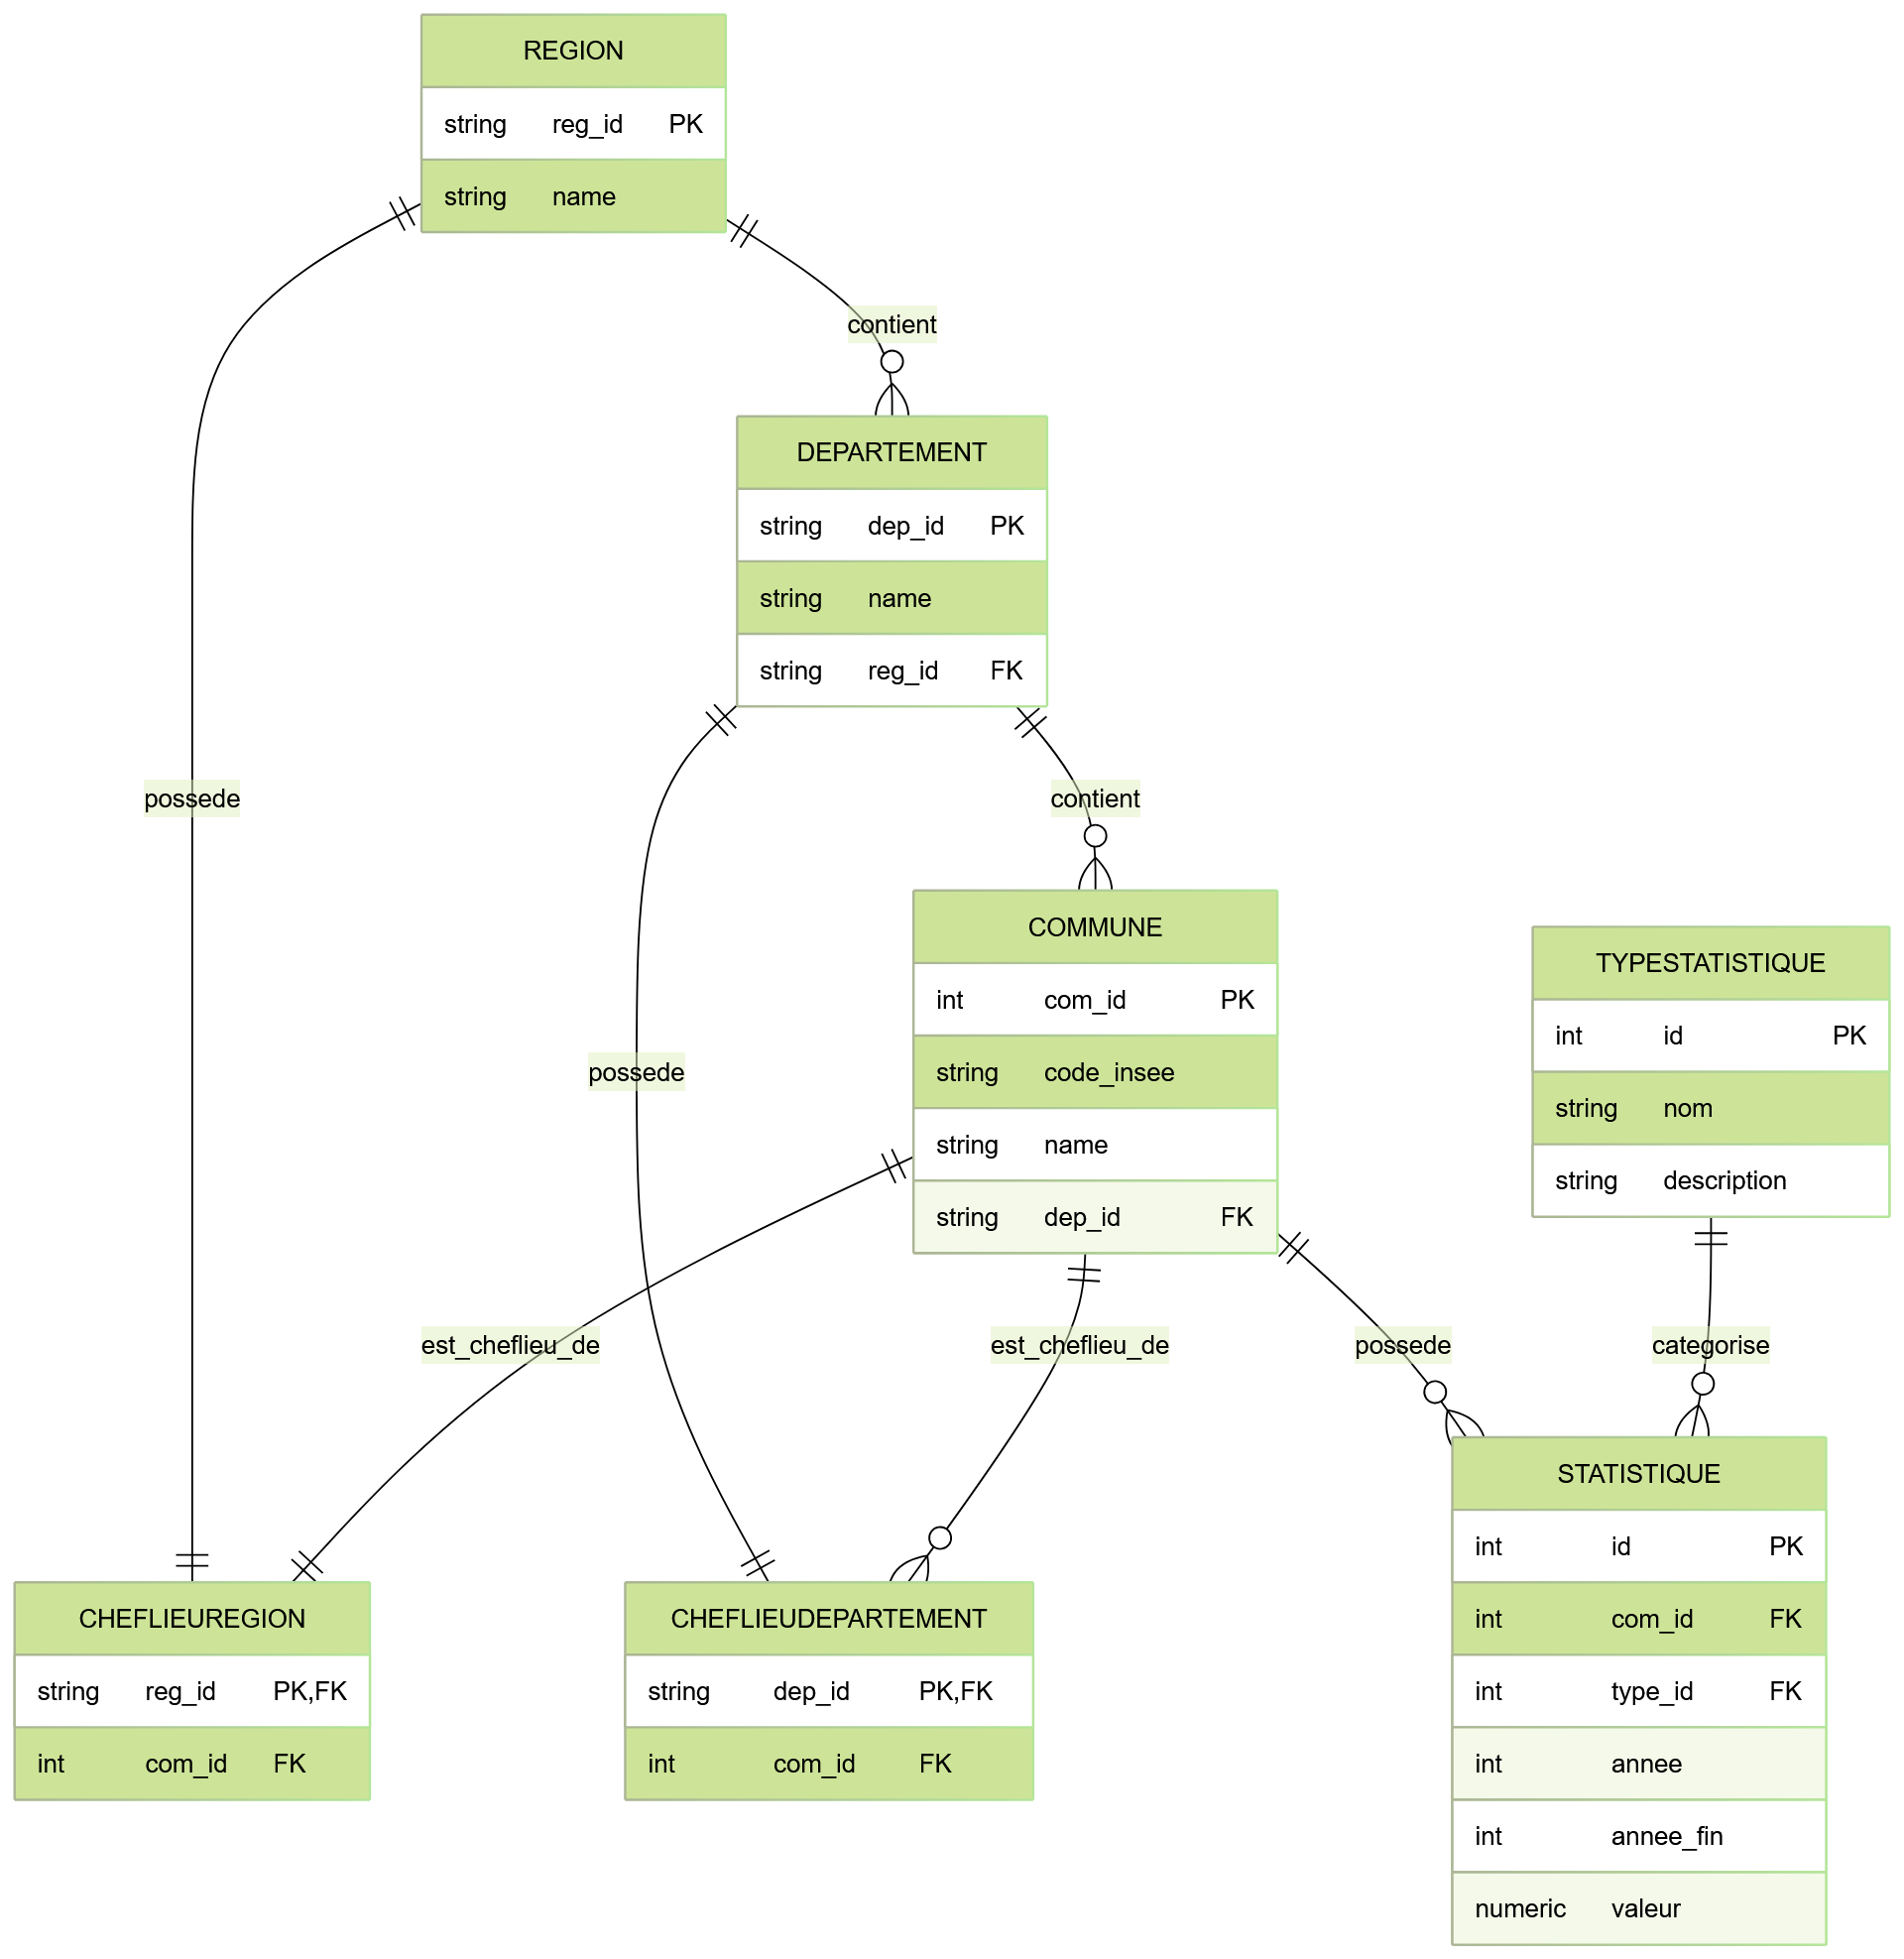 REGION
string reg_id PK
string name
contient
DEPARTEMENT
string dep_id PK
string name
string reg_id FK
possede
contient
COMMUNE
int com_id PK
string code_insee
string name
string dep_id FK
TYPESTATISTIQUE
int id PK
string nom
string description
possede
est_cheflieu_de
est_cheflieu_de
possede
categorise
CHEFLIEUREGION
string reg_id PK,FK
int com_id FK
CHEFLIEUDEPARTEMENT
string dep_id PK,FK
int com_id FK
STATISTIQUE
int id PK
int com_id FK
int type_id FK
int annee
int annee_fin
numeric valeur